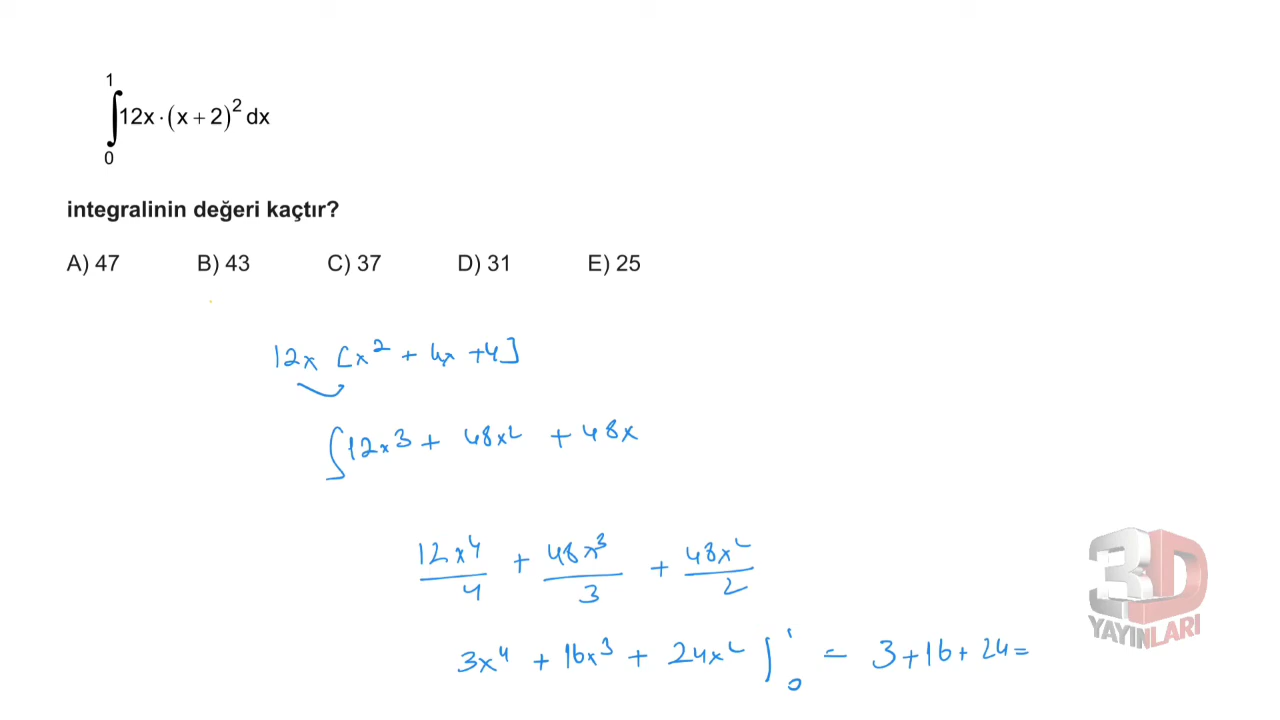 1
∫12x·(x+2)² dx
0
integralinin değeri kaçtır?
A) 47 B) 43 C) 37 D) 31 E) 25
12x [x² + 4x +4]
∫12x³ + 48x² + 48x
12x⁴/4 + 48x³/3 + 48x²/2
3x⁴ + 16x³ + 24x² |₀¹ = 3+16+24=
3D
YAYINLARI